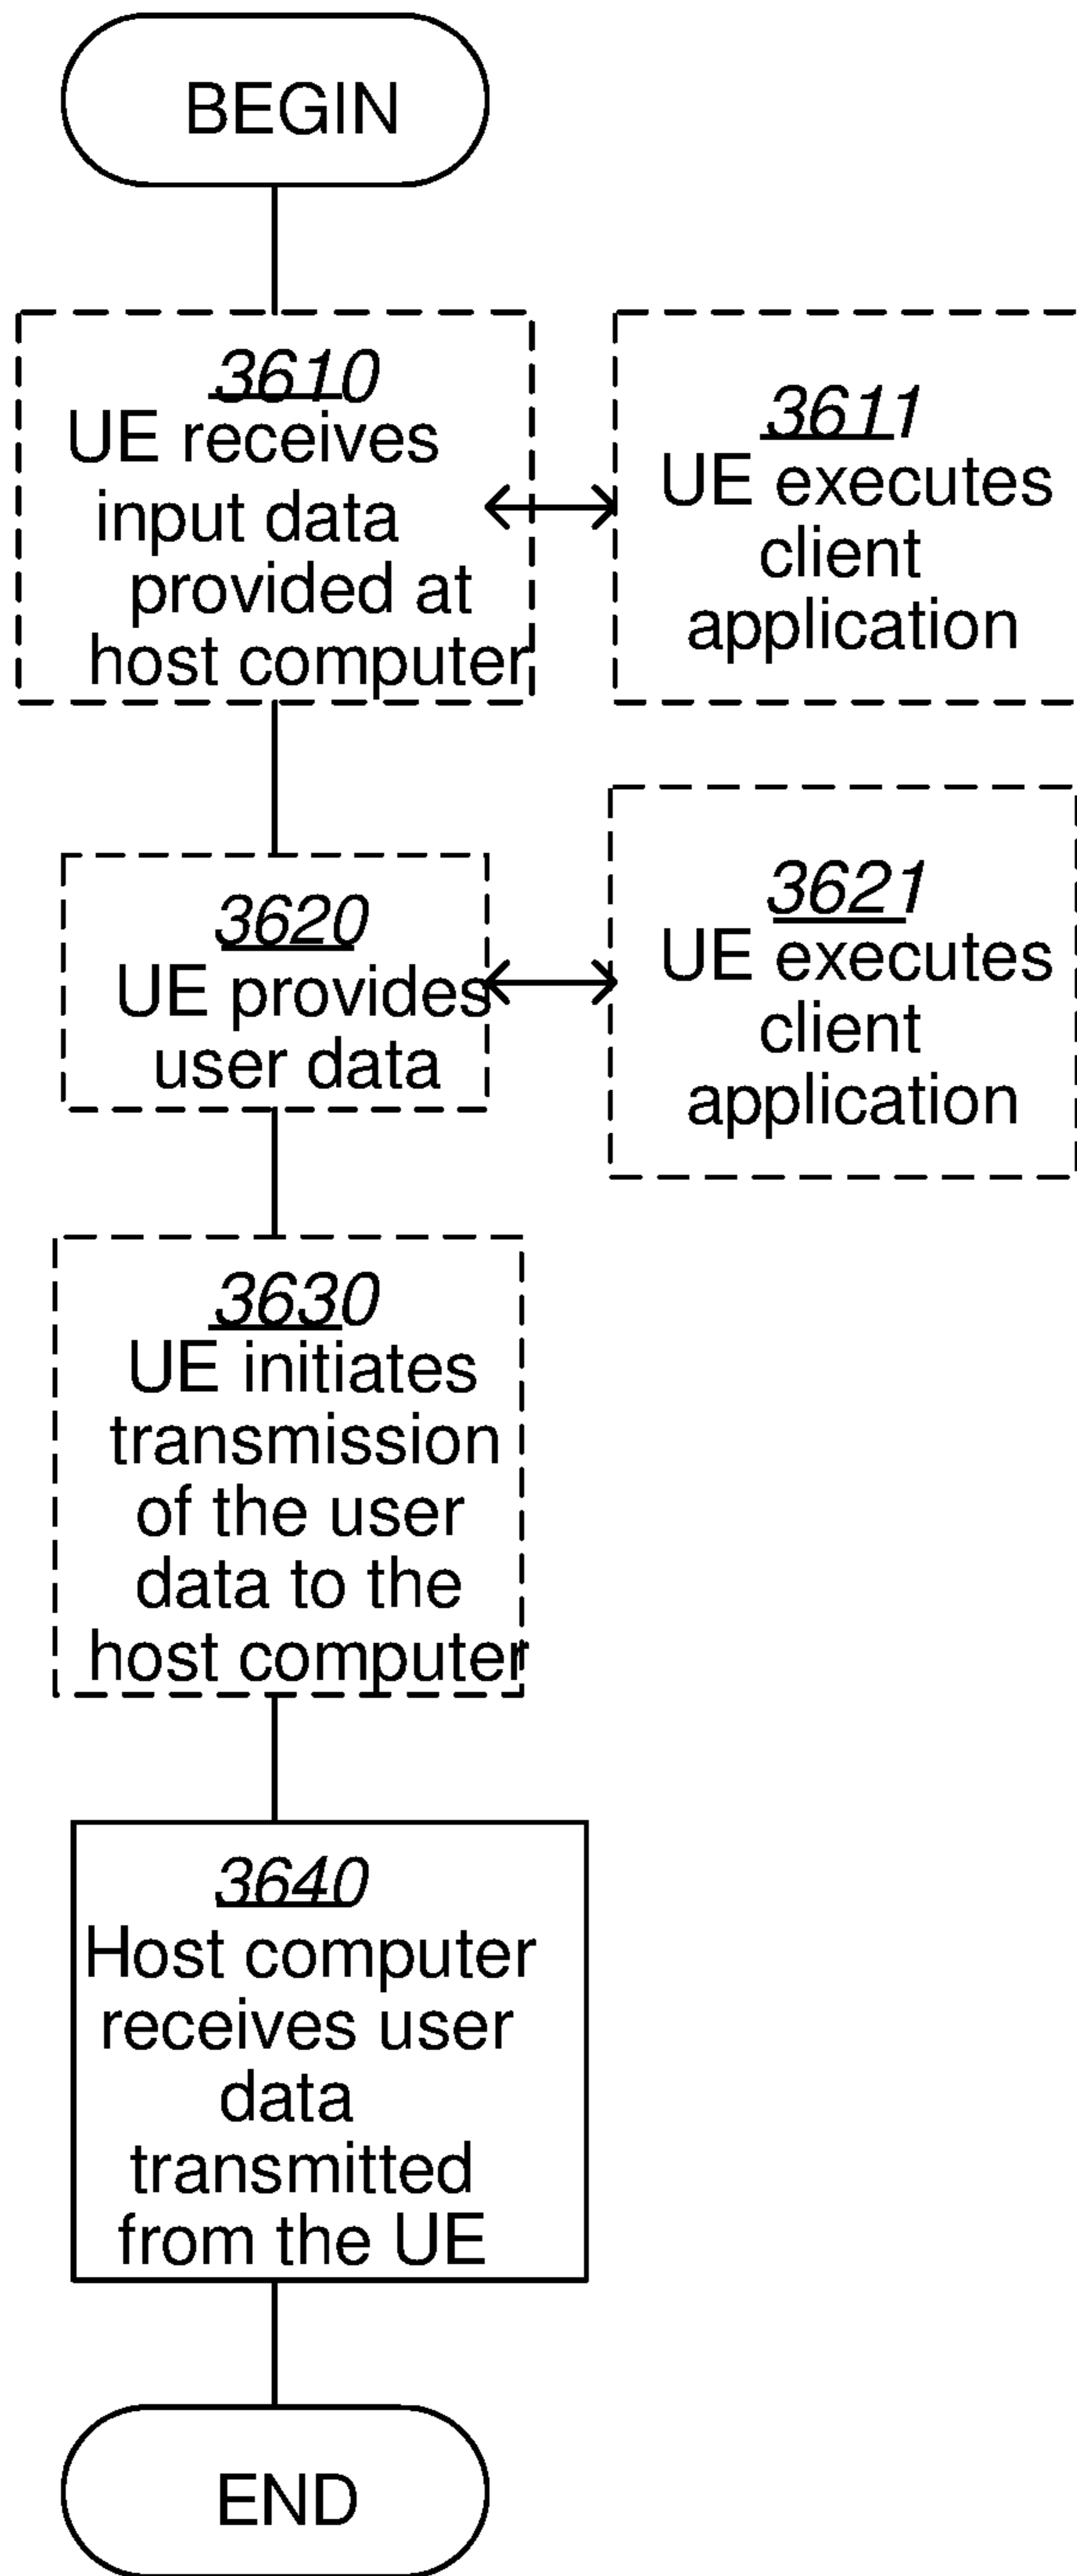 BEGIN
3610
UE receives
input data
provided at
host computer
3611
UE executes
client
application
3620
UE provides
user data
3621
UE executes
client
application
3630
UE initiates
transmission
of the user
data to the
host computer
3640
Host computer
receives user
data
transmitted
from the UE
END